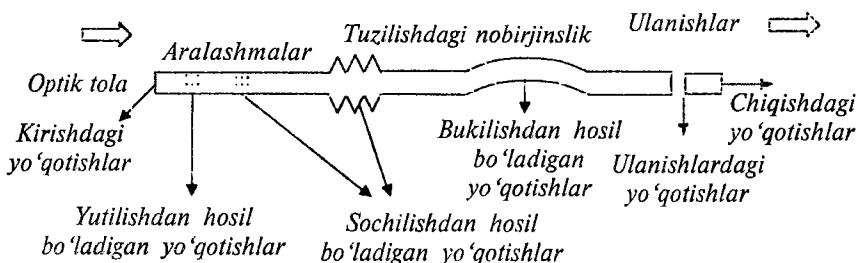 Aralashmalar
Tuzilishdagi nobirjinslik
Ulanishlar
Optik tola
Kirishdagi
yo‘qotishlar
Yutilishdan hosil
bo‘ladigan yo‘qotishlar
Sochilishdan hosil
bo‘ladigan yo‘qotishlar
Bukilishdan hosil
bo‘ladigan
yo‘qotishlar
Ulanishlardagi
yo‘qotishlar
Chiqishdagi
yo‘qotishlar